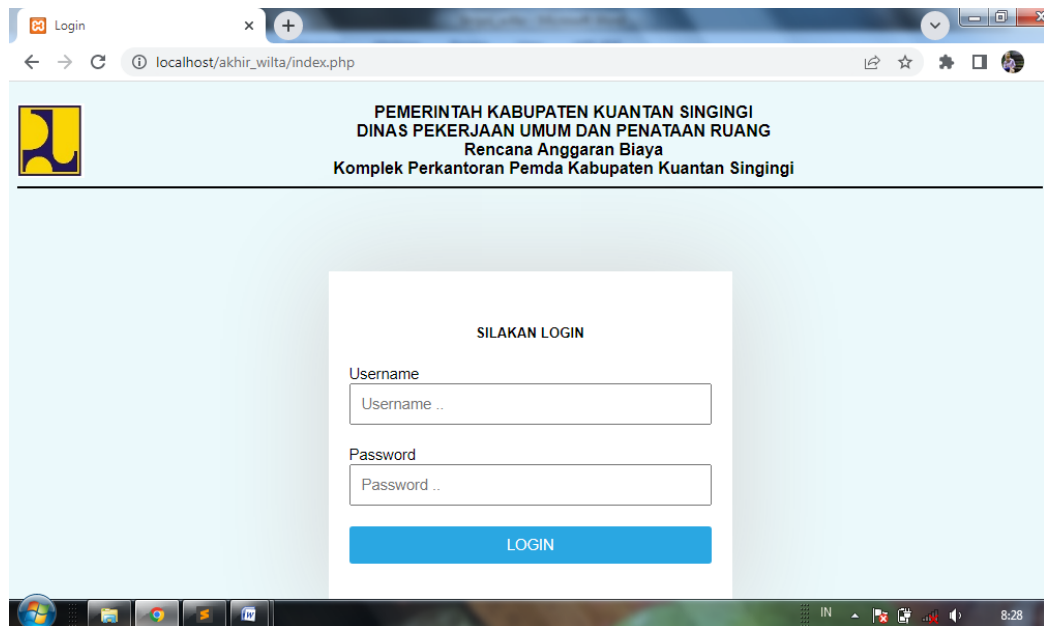 Login
localhost/akhir_wilta/index.php
PEMERINTAH KABUPATEN KUANTAN SINGINGI
DINAS PEKERJAAN UMUM DAN PENATAAN RUANG
Rencana Anggaran Biaya
Komplek Perkantoran Pemda Kabupaten Kuantan Singingi
SILAKAN LOGIN
Username
Username ..
Password
Password ..
LOGIN
IN
8:28